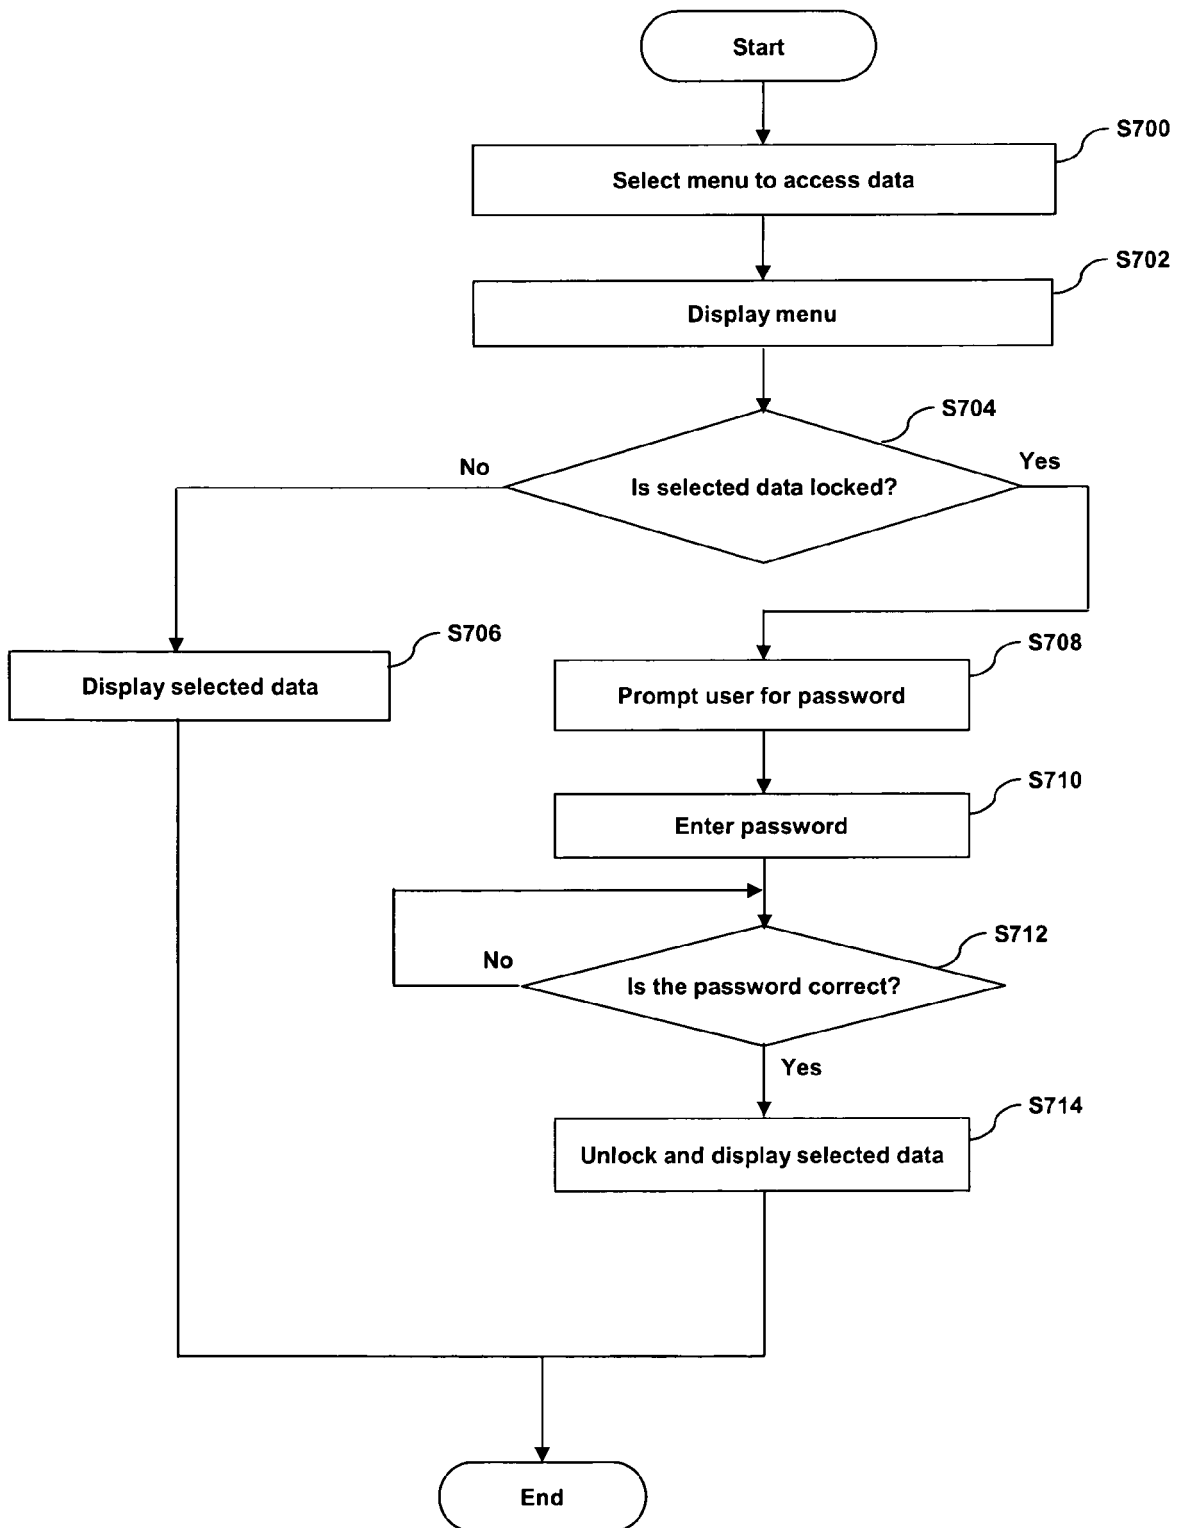 Start
S700
Select menu to access data
S702
Display menu
S704
No
Yes
Is selected data locked?
S706
Display selected data
S708
Prompt user for password
S710
Enter password
S712
No
Is the password correct?
Yes
S714
Unlock and display selected data
End